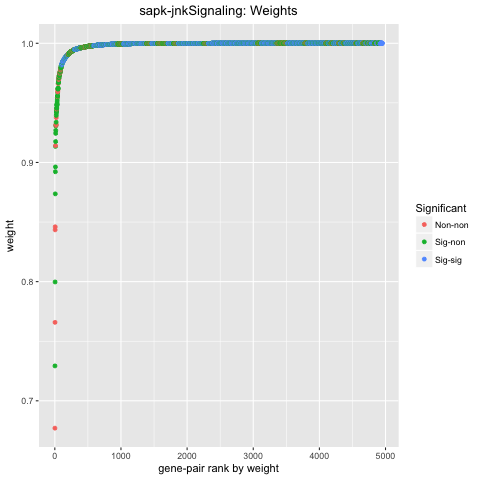 sapk-jnkSignaling: Weights
1.0
0.9
0.8
0.7
weight
0 1000 2000 3000 4000 5000
gene-pair rank by weight
Significant
Non-non
Sig-non
Sig-sig